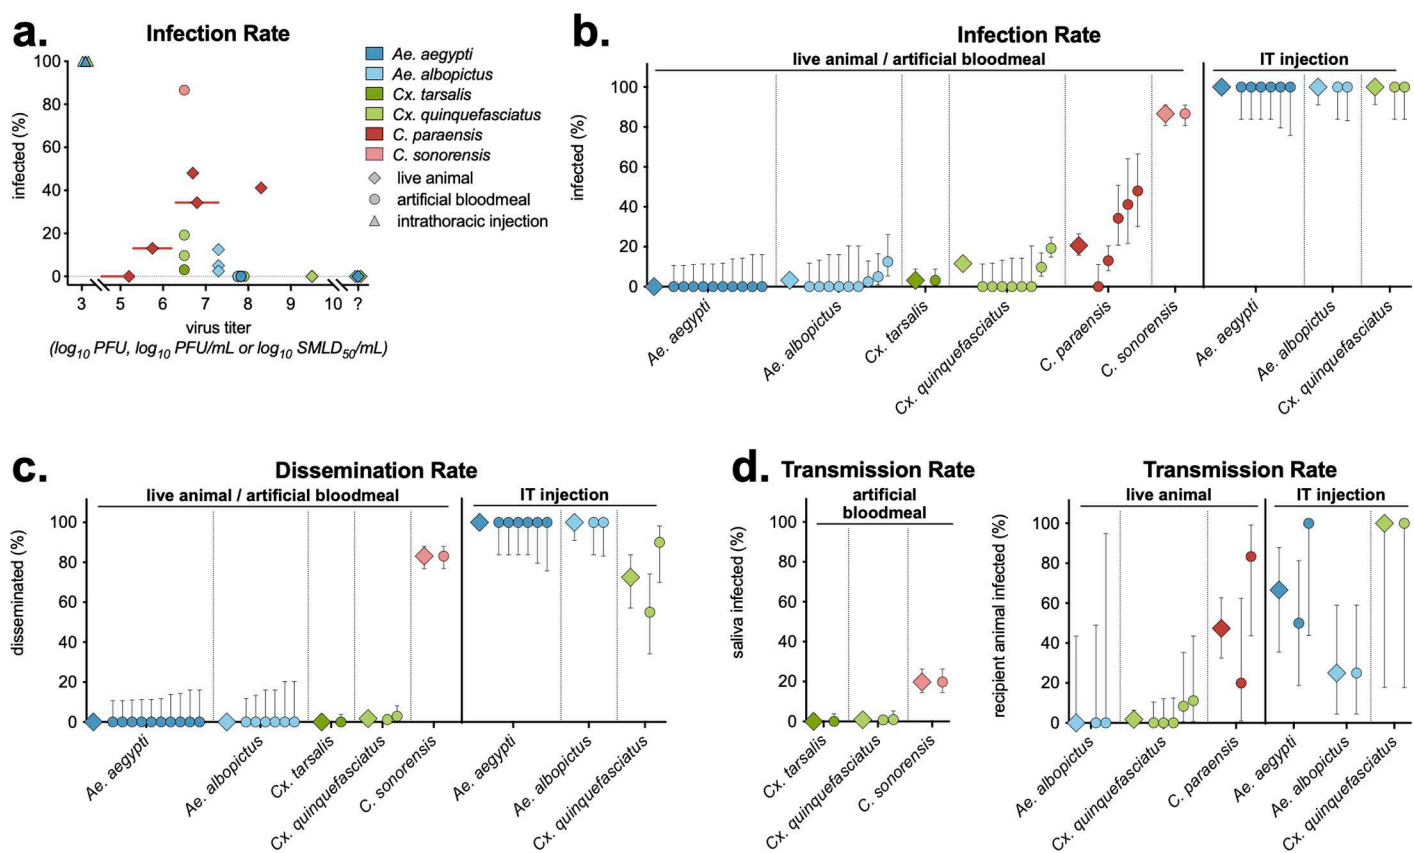 a.
Infection Rate
infected (%)
100
80
60
40
20
0
3 5 6 7 8 9 10 ?
virus titer
(log10 PFU, log10 PFU/mL or log10 SMLD50/mL)
Ae. aegypti
Ae. albopictus
Cx. tarsalis
Cx. quinquefasciatus
C. paraensis
C. sonorensis
live animal
artificial bloodmeal
intrathoracic injection
b.
Infection Rate
live animal / artificial bloodmeal
IT injection
infected (%)
100
80
60
40
20
0
Ae. aegypti
Ae. albopictus
Cx. tarsalis
Cx. quinquefasciatus
C. paraensis
C. sonorensis
Ae. aegypti
Ae. albopictus
Cx. quinquefasciatus
c.
Dissemination Rate
live animal / artificial bloodmeal
IT injection
disseminated (%)
100
80
60
40
20
0
Ae. aegypti
Ae. albopictus
Cx. tarsalis
Cx. quinquefasciatus
C. sonorensis
Ae. aegypti
Ae. albopictus
Cx. quinquefasciatus
d.
Transmission Rate
artificial
bloodmeal
saliva infected (%)
100
80
60
40
20
0
Cx. tarsalis
Cx. quinquefasciatus
C. sonorensis
Transmission Rate
live animal
IT injection
recipient animal infected (%)
100
80
60
40
20
0
Ae. albopictus
Cx. quinquefasciatus
C. paraensis
Ae. aegypti
Ae. albopictus
Cx. quinquefasciatus